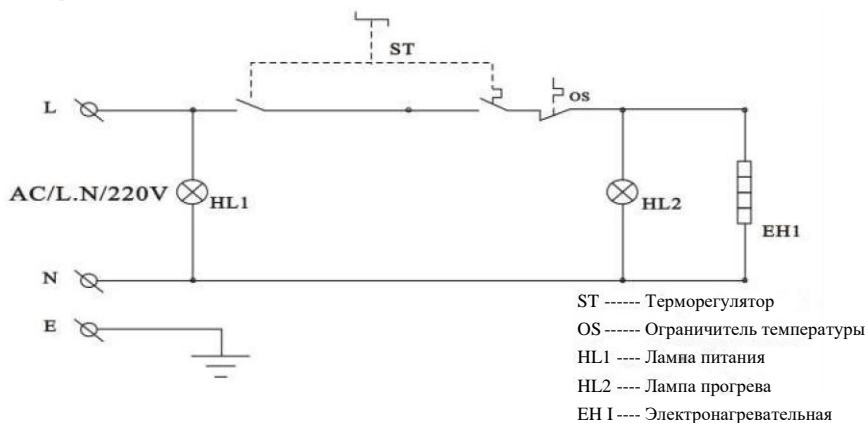 ST
L
OS
AC/L.N/220V
HL1
HL2
EH1
N
E
ST ------ Терморегулятор
OS ------ Ограничитель температуры
HL1 ---- Лампа питания
HL2 ---- Лампа прогрева
EH I ---- Электронагревательная